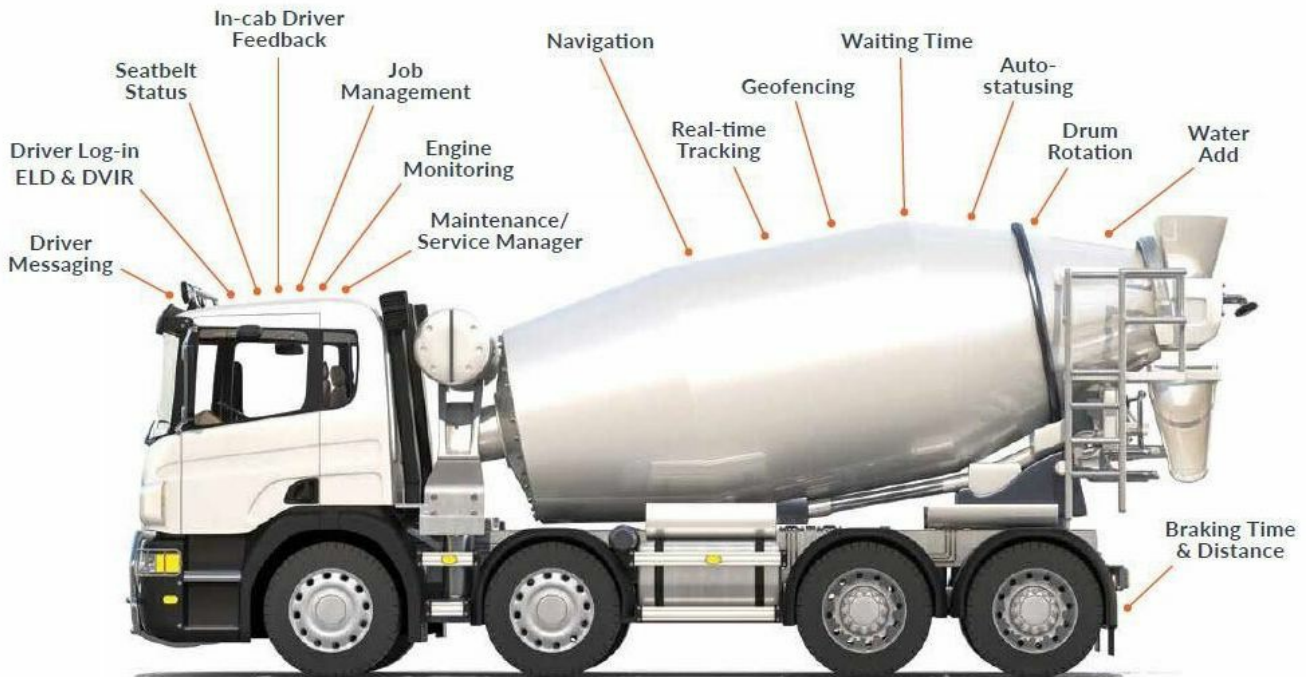 In-cab Driver
Feedback
Navigation
Waiting Time
Seatbelt
Status
Job
Management
Geofencing
Auto-
statusing
Driver Log-in
ELD & DVIR
Engine
Monitoring
Real-time
Tracking
Drum
Rotation
Water
Add
Driver
Messaging
Maintenance/
Service Manager
Braking Time
& Distance